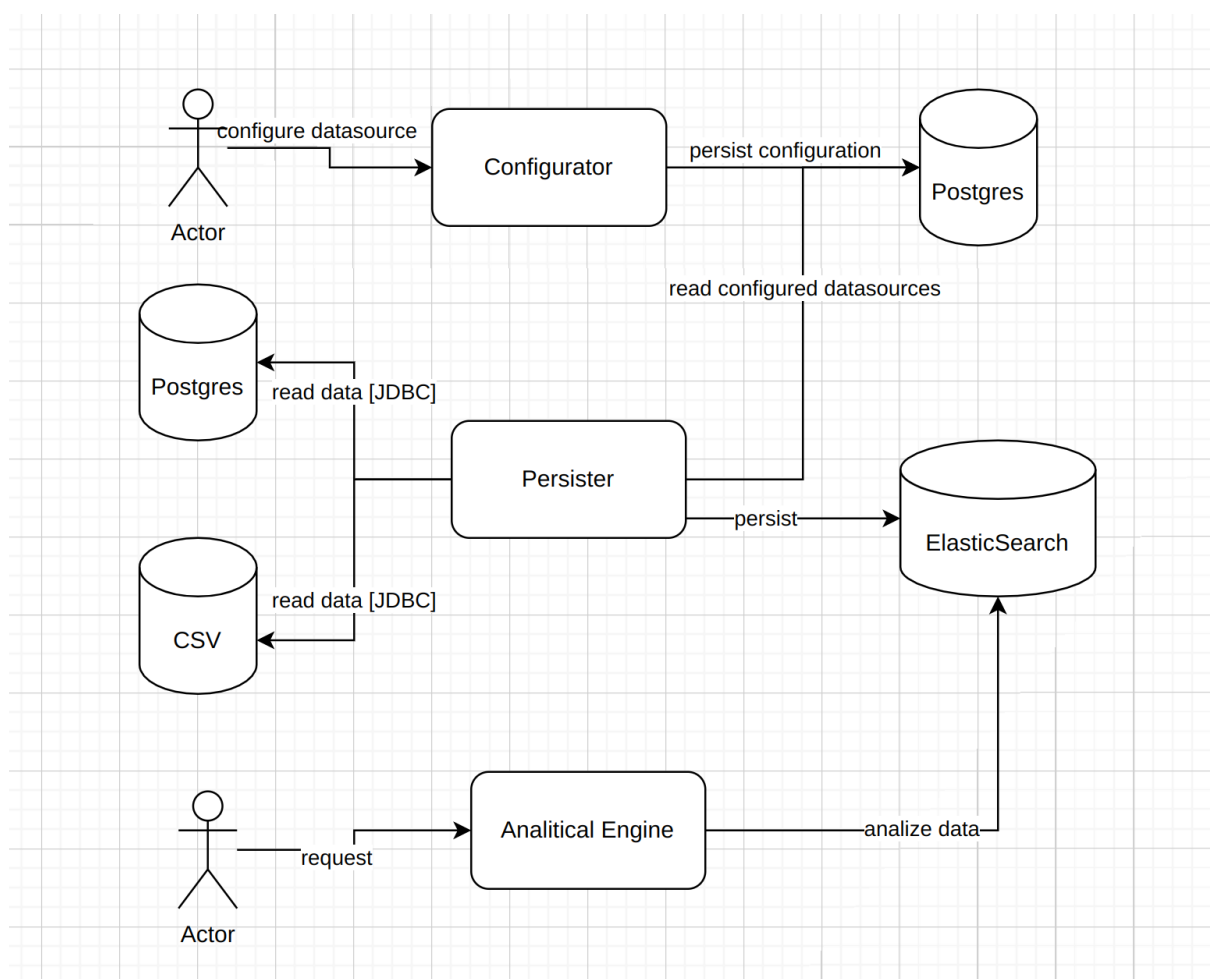 configure datasource
Configurator
persist configuration
Postgres
Actor
read configured datasources
Postgres
read data [JDBC]
Persister
persist
ElasticSearch
read data [JDBC]
CSV
Analitical Engine
analize data
request
Actor